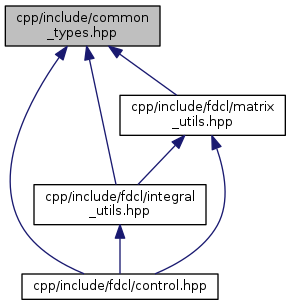 cpp/include/common
_types.hpp
cpp/include/fdcl/matrix
_utils.hpp
cpp/include/fdcl/integral
_utils.hpp
cpp/include/fdcl/control.hpp